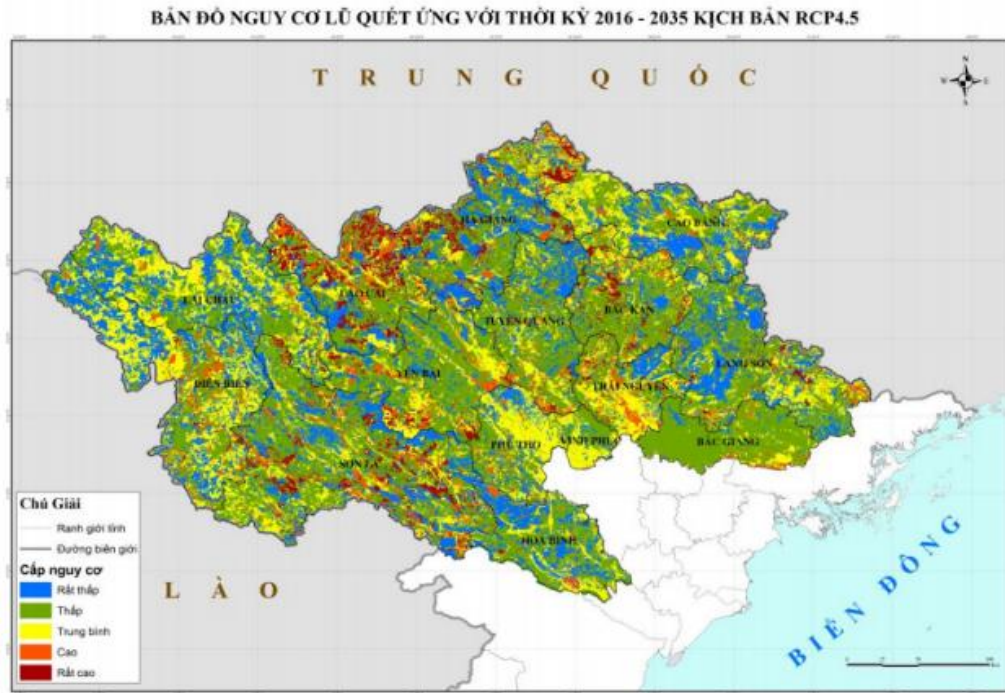 BẢN ĐỒ NGUY CƠ LŨ QUÉT ỨNG VỚI THỜI KỲ 2016 - 2035 KỊCH BẢN RCP4.5
TRUNG QUỐC
N
W E
S
HÀ GIANG
CAO BẰNG
LAI CHÂU
LÀO CAI
BẮC KẠN
TUYÊN QUANG
LẠNG SƠN
ĐIỆN BIÊN
YÊN BÁI
THÁI NGUYÊN
PHÚ THỌ
VĨNH PHÚC
BẮC GIANG
SƠN LA
HOÀ BÌNH
Chú Giải
Ranh giới tỉnh
Đường biên giới
Cấp nguy cơ
Rất thấp
Thấp
Trung bình
Cao
Rất cao
LÀO
BIỂN ĐÔNG